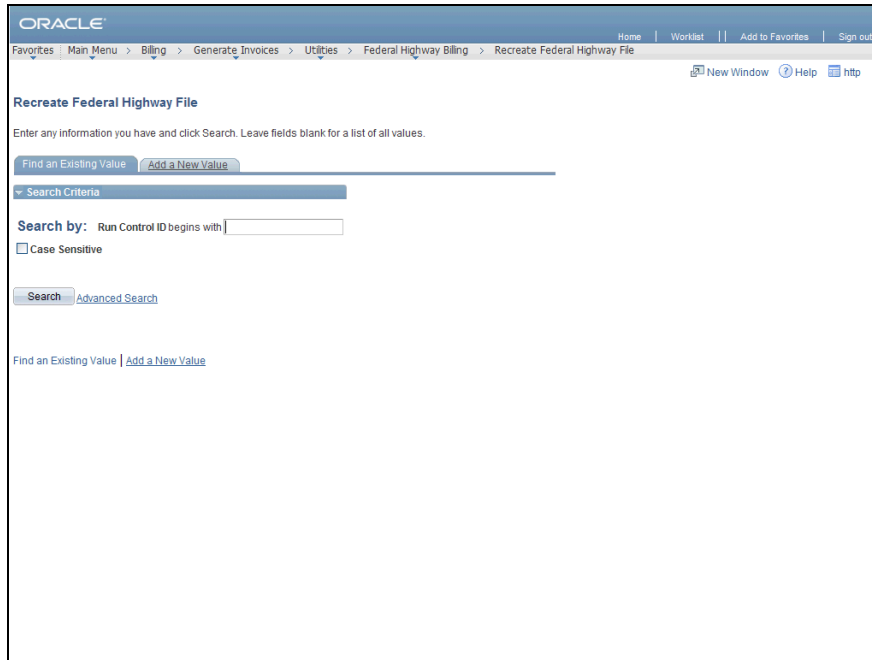 ORACLE
Home | Worklist || Add to Favorites | Sign out
Favorites Main Menu > Billing > Generate Invoices > Utilities > Federal Highway Billing > Recreate Federal Highway File
New Window ? Help http
Recreate Federal Highway File
Enter any information you have and click Search. Leave fields blank for a list of all values.
Find an Existing Value Add a New Value
Search Criteria
Search by: Run Control ID begins with
Case Sensitive
Search Advanced Search
Find an Existing Value | Add a New Value